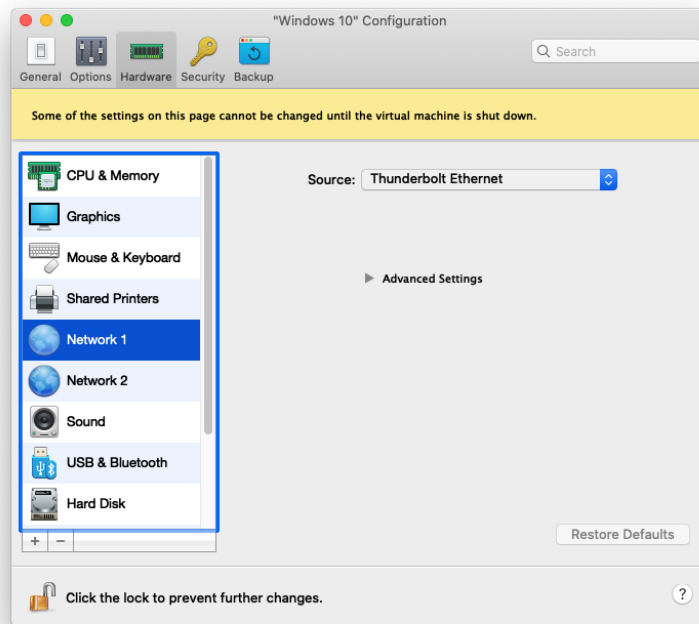 "Windows 10" Configuration
General Options Hardware Security Backup
Search
Some of the settings on this page cannot be changed until the virtual machine is shut down.
CPU & Memory
Graphics
Mouse & Keyboard
Shared Printers
Network 1
Network 2
Sound
USB & Bluetooth
Hard Disk
+ −
Source: Thunderbolt Ethernet
Advanced Settings
Restore Defaults
Click the lock to prevent further changes.
?